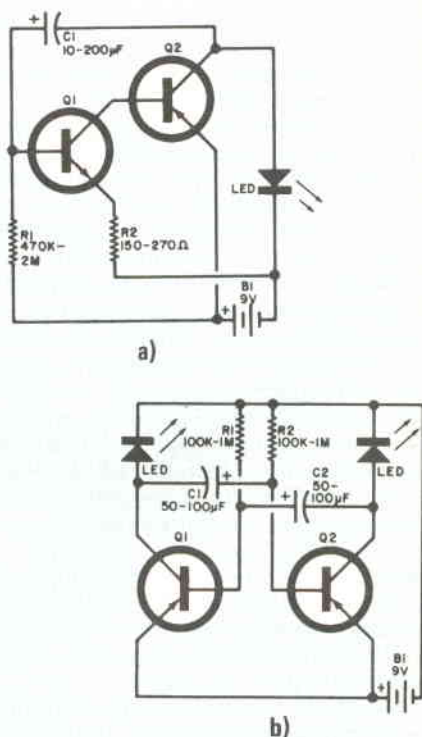 +
C1
10-200µF
Q2
Q1
R1
470K-
2M
R2
150-270Ω
LED
+
B1
9V
a)
R1
100K-1M
R2
100K-1M
LED
LED
C1
+
50-100µF
+
C2
50-
100µF
Q1
Q2
+
B1
9V
b)